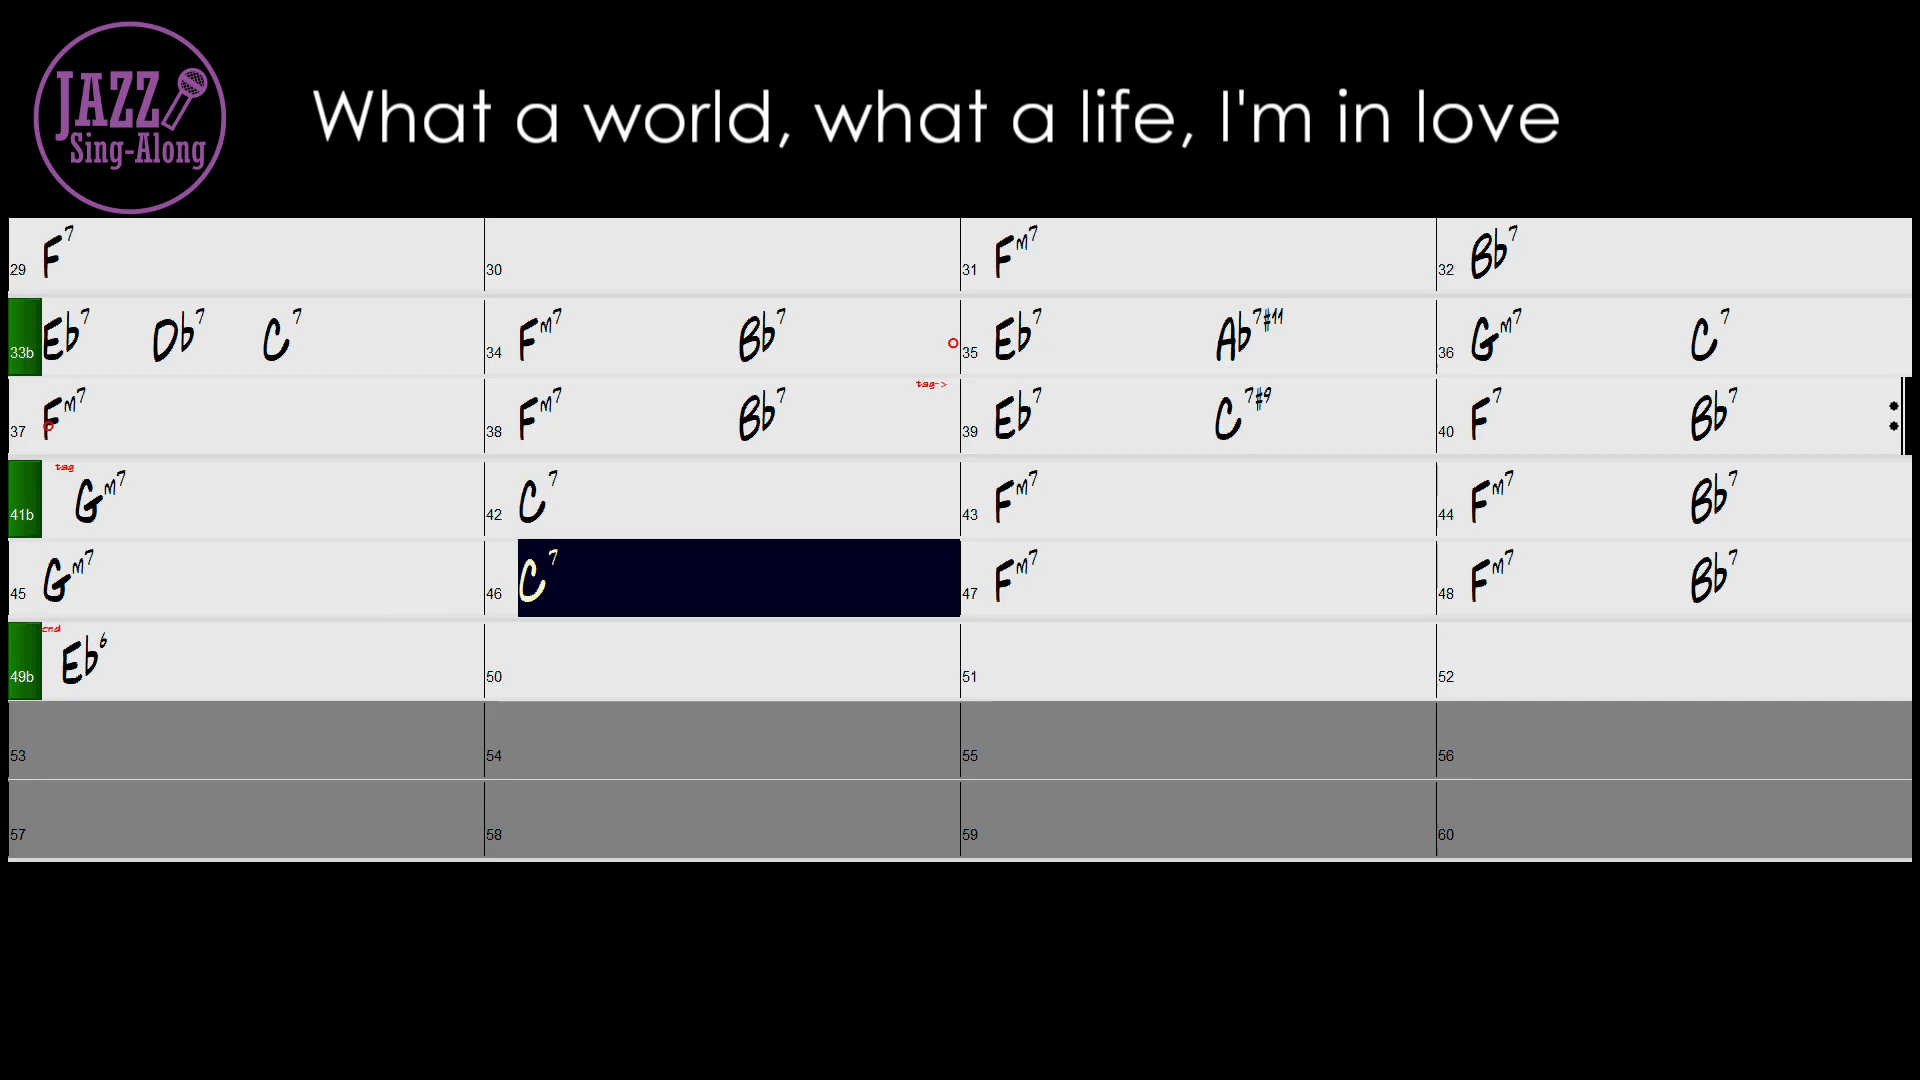 JAZZ
Sing-Along
What a world, what a life, I'm in love
29 F7 30 31 Fm7 32 Bb7
33b Eb7 Db7 C7 34 Fm7 Bb7 35 Eb7 Ab7#11 36 Gm7 C7
tag->
37 Fm7 38 Fm7 Bb7 39 Eb7 C7#9 40 F7 Bb7
tag
41b Gm7 42 C7 43 Fm7 44 Fm7 Bb7
45 Gm7 46 C7 47 Fm7 48 Fm7 Bb7
end
49b Eb6 50 51 52
53 54 55 56
57 58 59 60